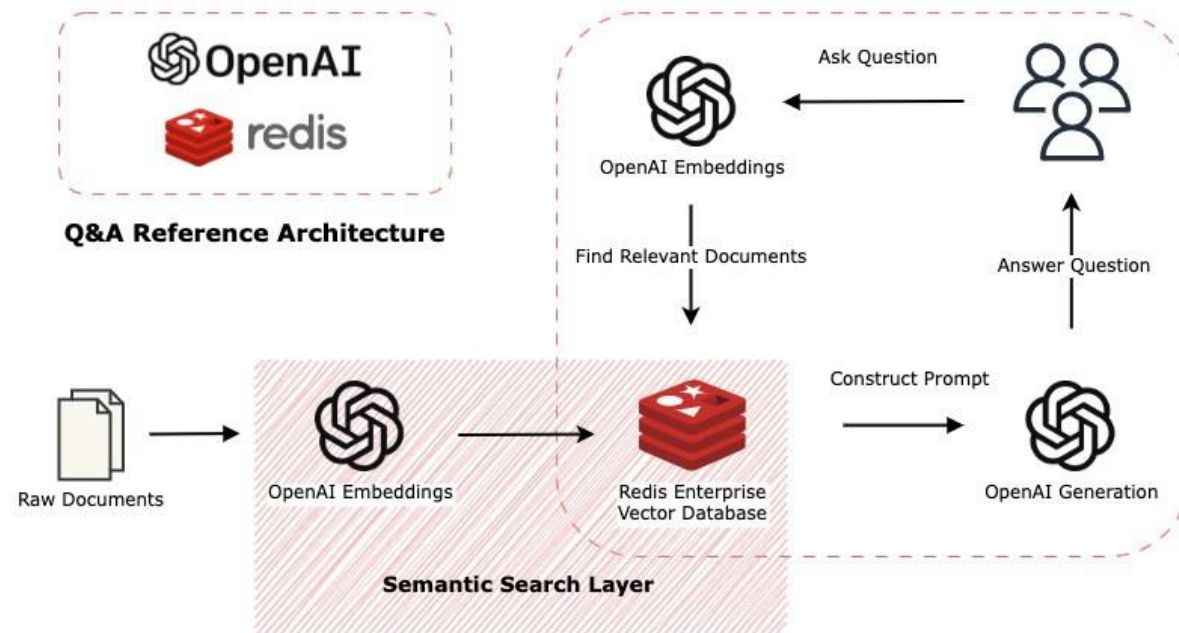 OpenAI
redis
Q&A Reference Architecture
Ask Question
OpenAI Embeddings
Find Relevant Documents
Answer Question
Construct Prompt
Raw Documents
OpenAI Embeddings
Redis Enterprise
Vector Database
OpenAI Generation
Semantic Search Layer